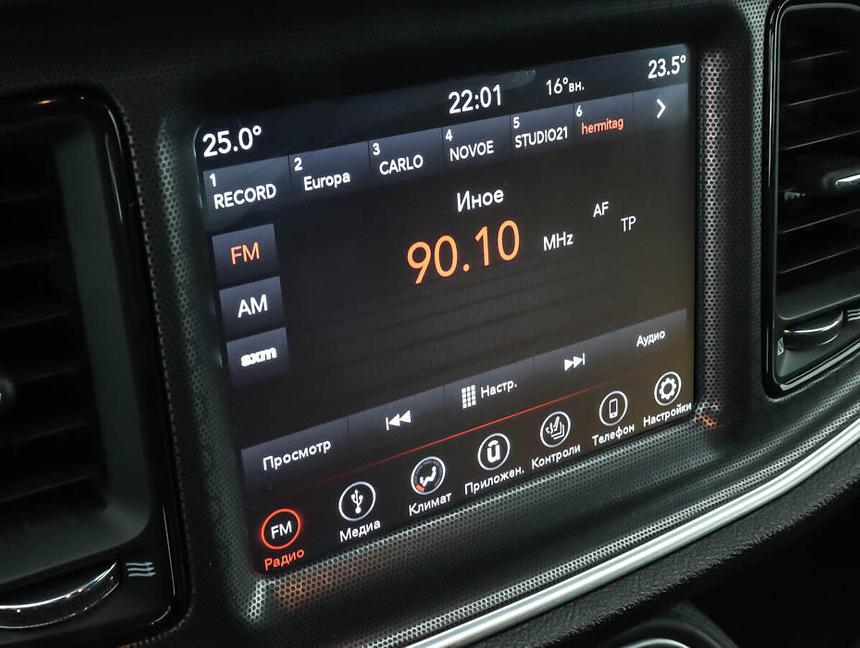 25.0° 22:01 16°вн. 23.5°
1 RECORD
2 Europa
3 CARLO
4 NOVOE
5 STUDIO21
6 hermitag
Иное
FM
90.10 MHz
AF
TP
AM
sxm
Просмотр
Настр.
Аудио
FM
Радио
Медиа
Климат
Приложен.
Контроли
Телефон
Настройки